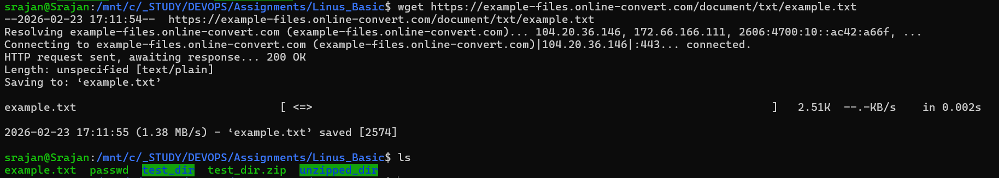 srajan@Srajan:/mnt/c/_STUDY/DEVOPS/Assignments/Linus_Basic$ wget https://example-files.online-convert.com/document/txt/example.txt
--2026-02-23 17:11:54--  https://example-files.online-convert.com/document/txt/example.txt
Resolving example-files.online-convert.com (example-files.online-convert.com)... 104.20.36.146, 172.66.166.111, 2606:4700:10::ac42:a66f, ...
Connecting to example-files.online-convert.com (example-files.online-convert.com)|104.20.36.146|:443... connected.
HTTP request sent, awaiting response... 200 OK
Length: unspecified [text/plain]
Saving to: ‘example.txt’
example.txt [ <=> ] 2.51K --.-KB/s in 0.002s
2026-02-23 17:11:55 (1.38 MB/s) - ‘example.txt’ saved [2574]
srajan@Srajan:/mnt/c/_STUDY/DEVOPS/Assignments/Linus_Basic$ ls
example.txt  passwd  test_dir  test_dir.zip  unzipped_dir